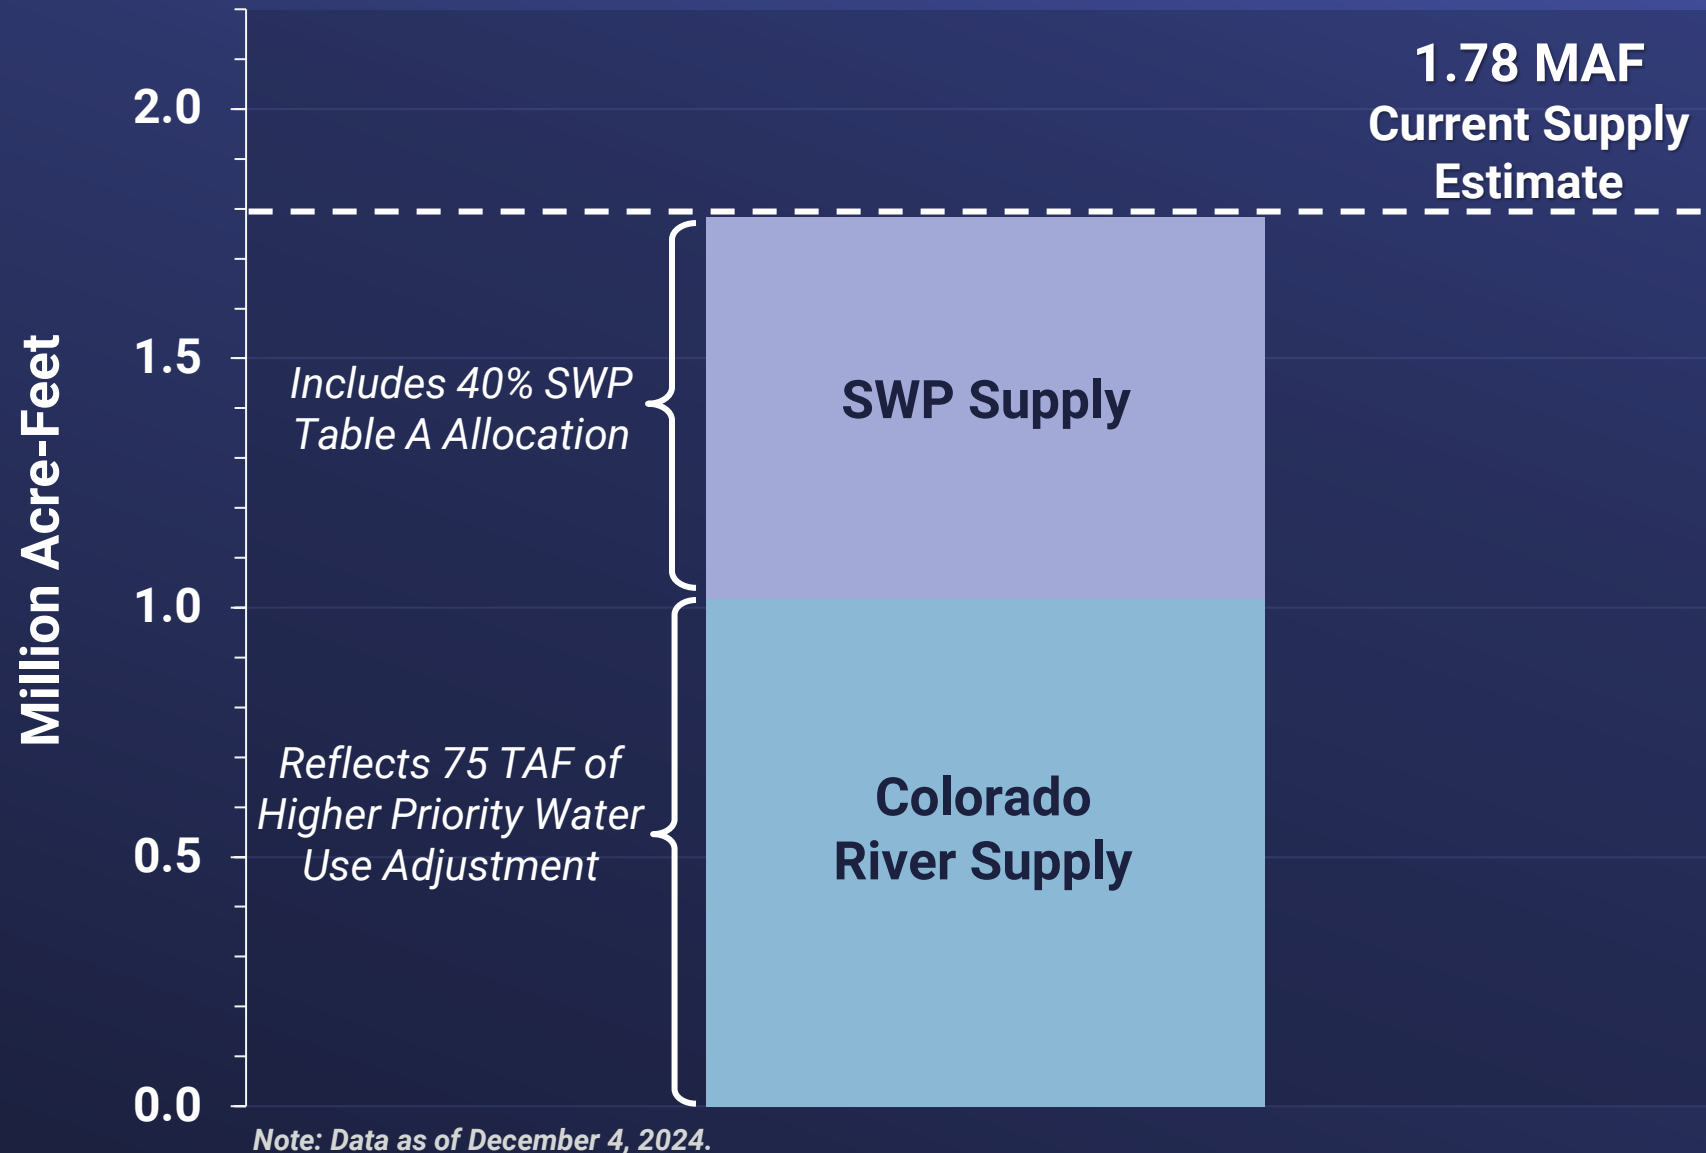 1.78 MAF
Current Supply
Estimate
Million Acre-Feet
2.0
1.5
1.0
0.5
0.0
Includes 40% SWP
Table A Allocation
SWP Supply
Reflects 75 TAF of
Higher Priority Water
Use Adjustment
Colorado
River Supply
Note: Data as of December 4, 2024.